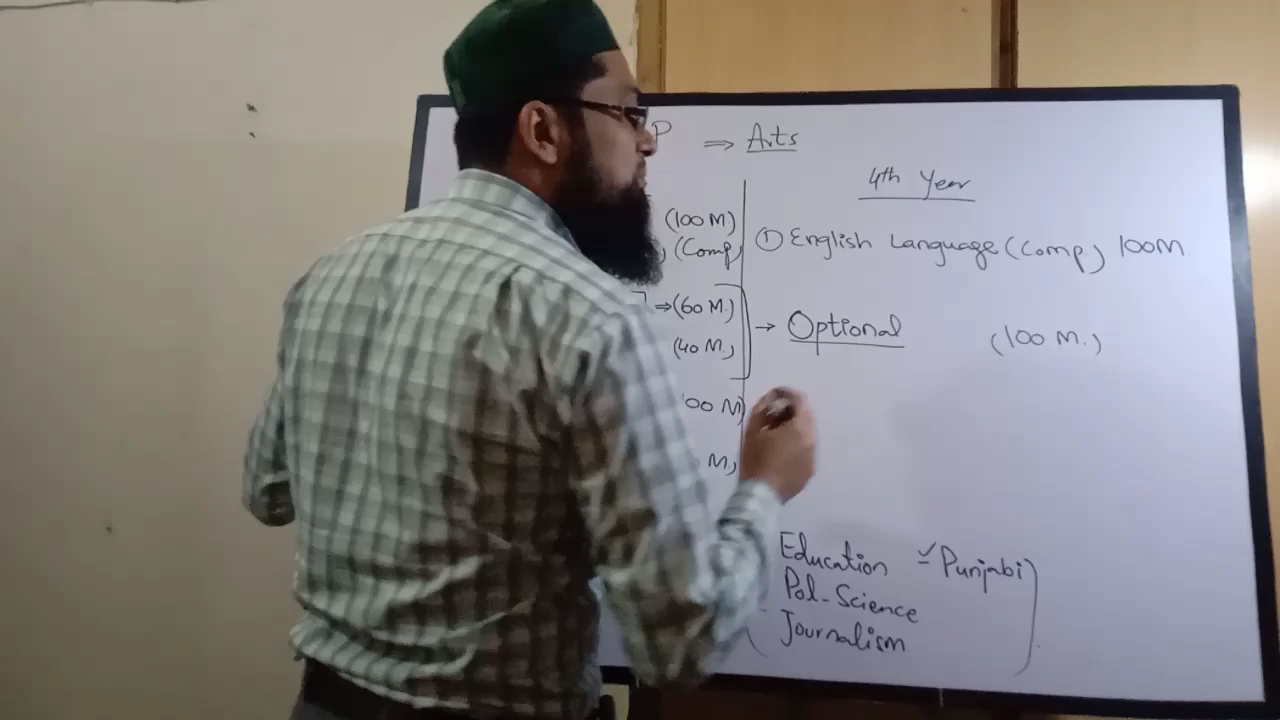 P ⇒ Arts
4th Year
(100 M)
(Comp)
① English Language (Comp) 100M
⇒ (60 M.)
→ Optional (100 M.)
(40 M.)
00 M)
M.)
Education ✓ Punjabi
Pol-Science
Journalism